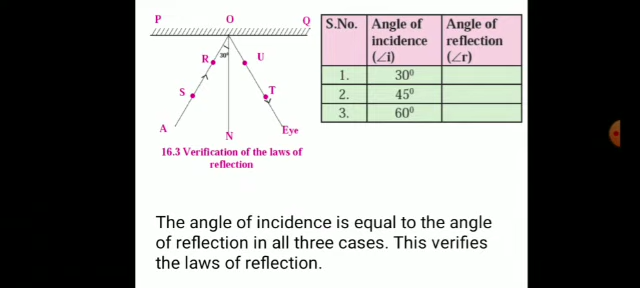 P O Q
30⁰
R U
S T
A N Eye
16.3 Verification of the laws of
reflection
S.No. Angle of incidence (∠i) Angle of reflection (∠r)
1. 30⁰
2. 45⁰
3. 60⁰
The angle of incidence is equal to the angle
of reflection in all three cases. This verifies
the laws of reflection.